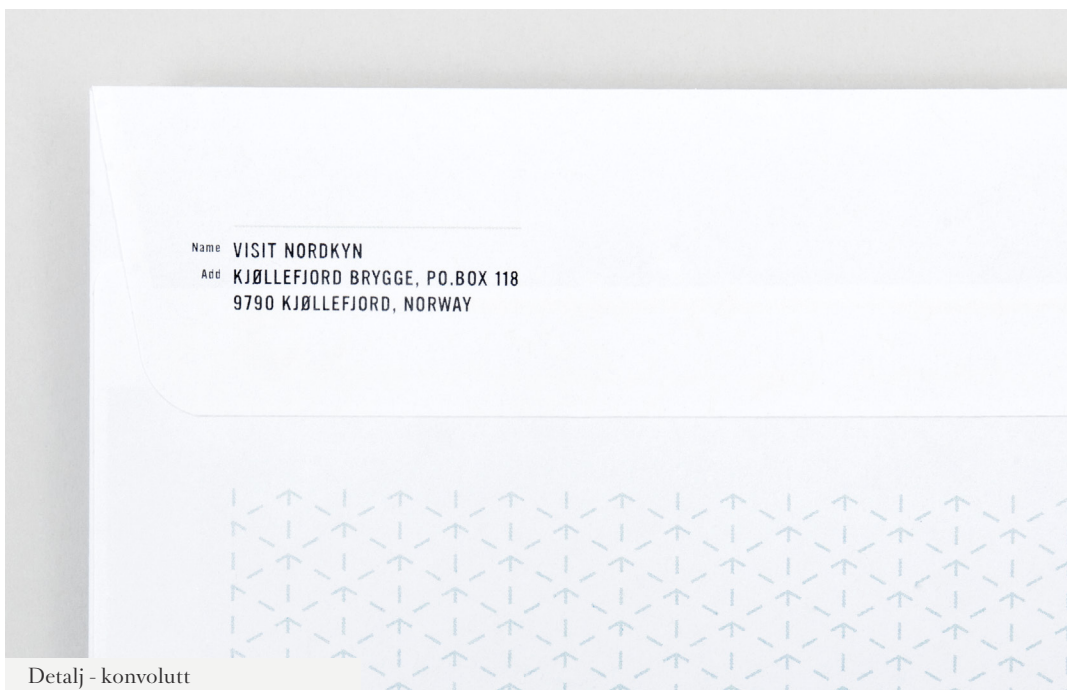 Name VISIT NORDKYN
Add KJØLLEFJORD BRYGGE, PO.BOX 118
9790 KJØLLEFJORD, NORWAY
Detalj - konvolutt